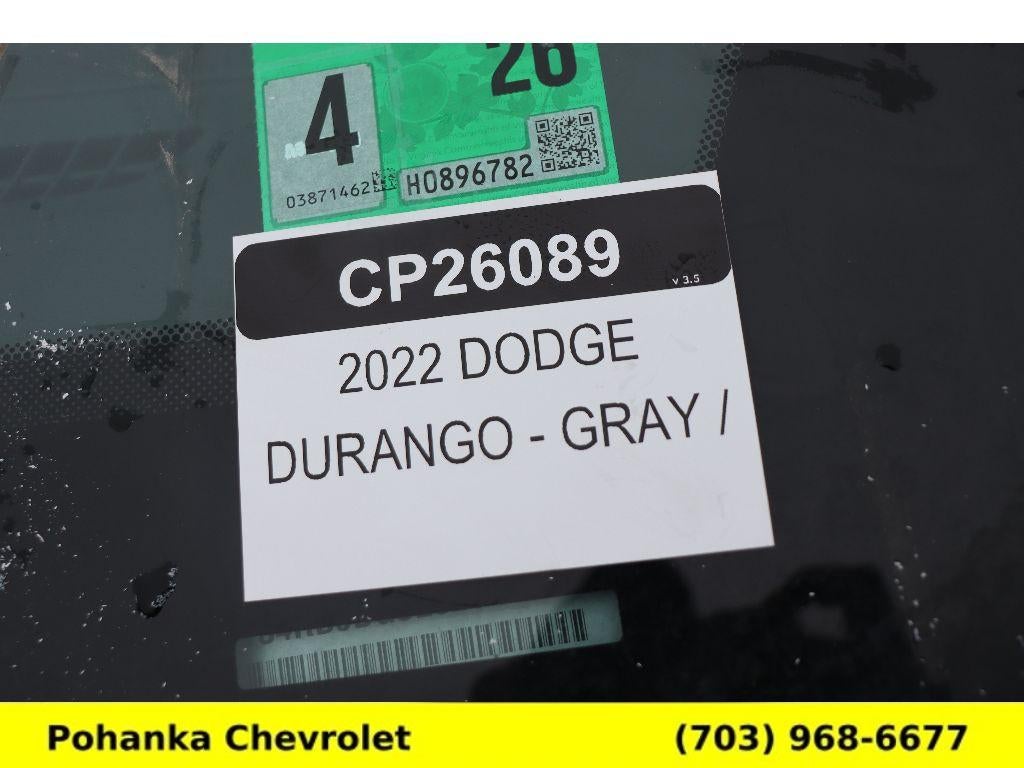 4
26
03871462
H0896782
CP26089
v 3.5
2022 DODGE
DURANGO - GRAY /
Pohanka Chevrolet
(703) 968-6677